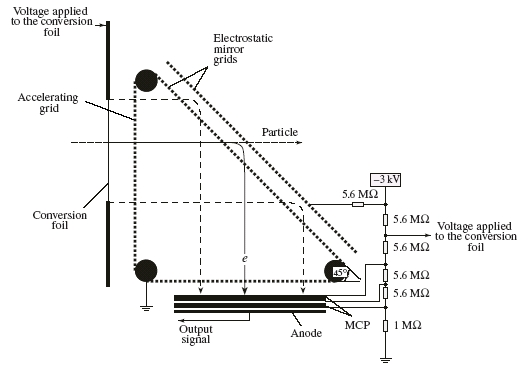 Voltage applied
to the conversion
foil
Electrostatic
mirror
grids
Accelerating
grid
Particle
−3 kV
5.6 MΩ
Conversion
foil
5.6 MΩ
5.6 MΩ
Voltage applied
to the conversion
foil
e
45°
5.6 MΩ
5.6 MΩ
Output
signal
Anode
MCP
1 MΩ